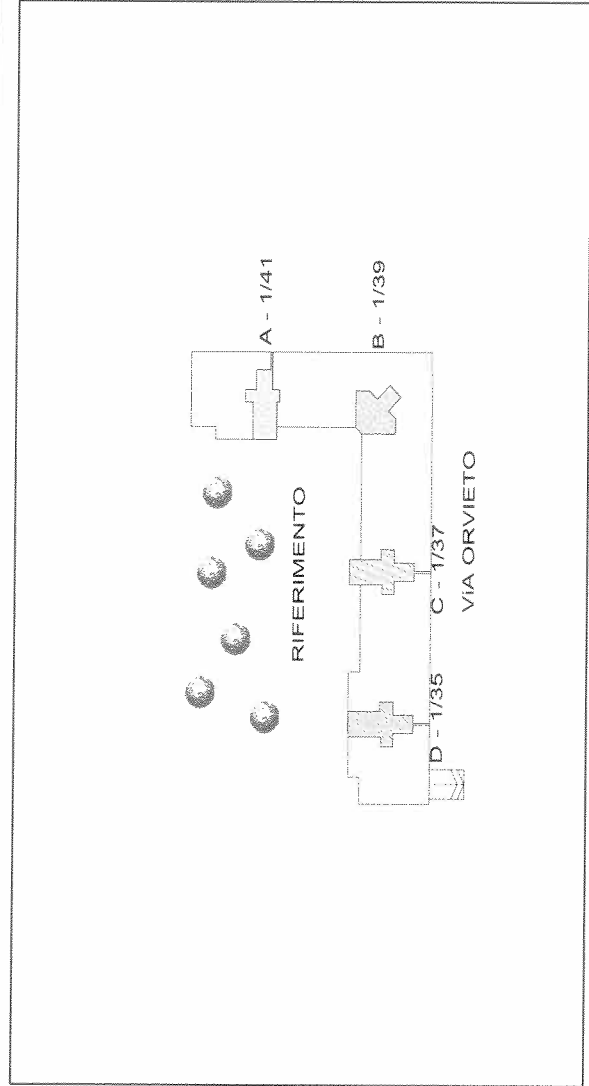 A - 1/41
B - 1/39
RIFERIMENTO
C - 1/37
D - 1/35
ViA ORVIETO